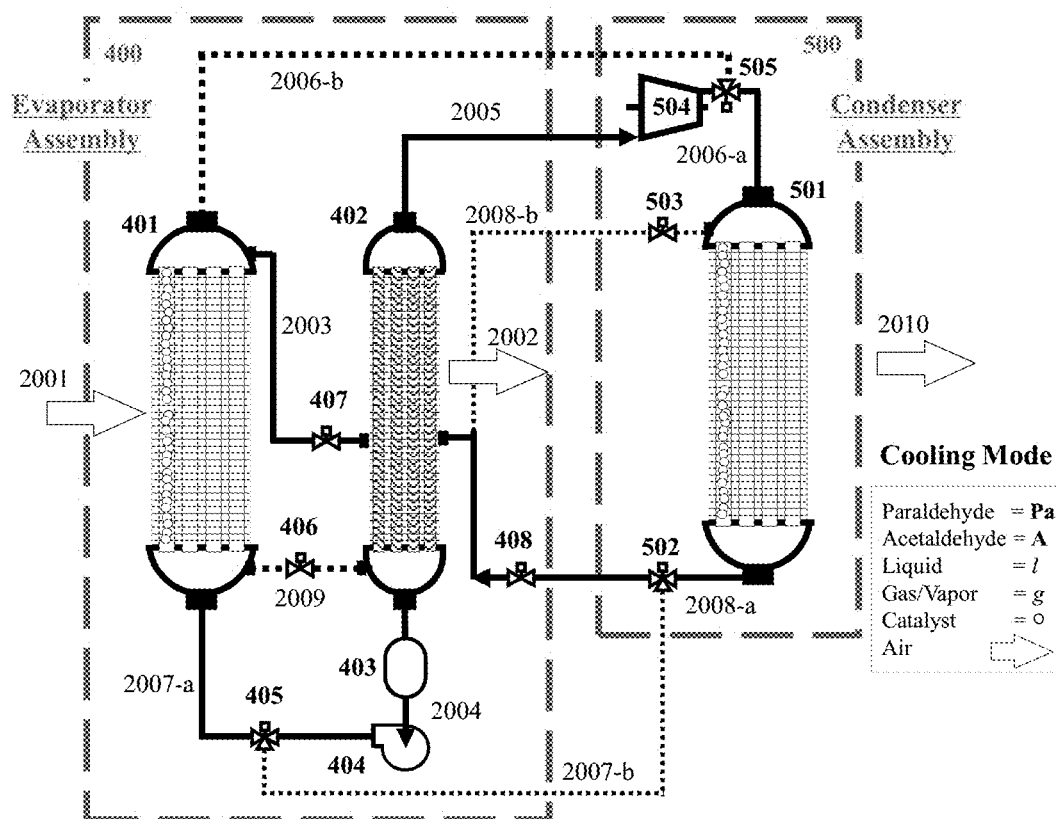 400
500
2006-b
505
Evaporator
Assembly
2005
504
Condenser
Assembly
2006-a
401
402
2008-b
503
501
2003
2002
2010
2001
407
Cooling Mode
406
408
502
Paraldehyde = Pa
Acetaldehyde = A
Liquid = l
Gas/Vapor = g
Catalyst = ○
Air
2009
2008-a
403
2007-a
405
2004
404
2007-b